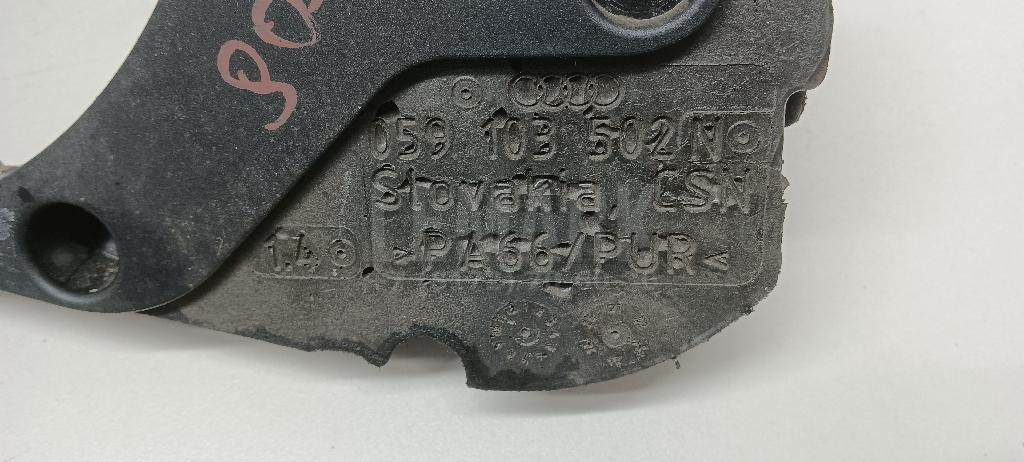 059 103 502 N
Slovakia, CSN
1.4
>PA66/PUR<